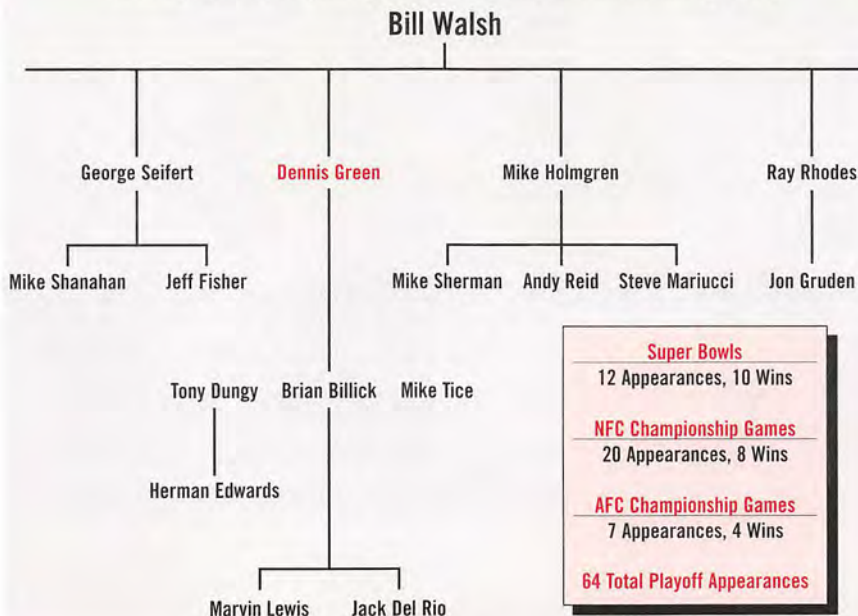 Bill Walsh
George Seifert
Dennis Green
Mike Holmgren
Ray Rhodes
Mike Shanahan
Jeff Fisher
Mike Sherman
Andy Reid
Steve Mariucci
Jon Gruden
Tony Dungy
Brian Billick
Mike Tice
Herman Edwards
Marvin Lewis
Jack Del Rio
Super Bowls
12 Appearances, 10 Wins
NFC Championship Games
20 Appearances, 8 Wins
AFC Championship Games
7 Appearances, 4 Wins
64 Total Playoff Appearances